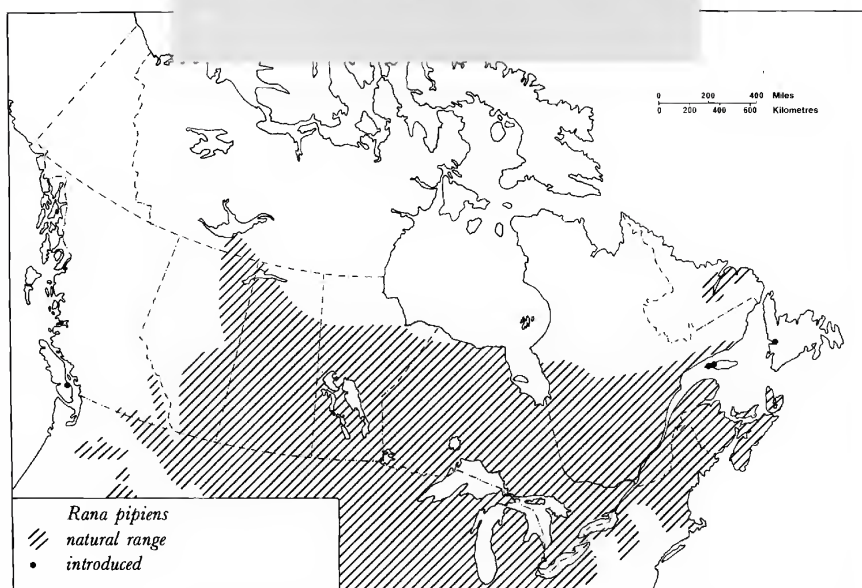 0 200 400 Miles
0 200 400 600 Kilometres
Rana pipiens
natural range
introduced